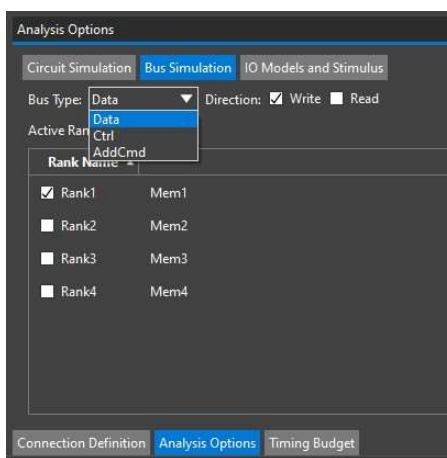 Analysis Options
Circuit Simulation Bus Simulation IO Models and Stimulus
Bus Type: Data Direction: Write Read
Data
Active Ran
Ctrl
AddCmd
Rank Name
Rank1 Mem1
Rank2 Mem2
Rank3 Mem3
Rank4 Mem4
Connection Definition Analysis Options Timing Budget